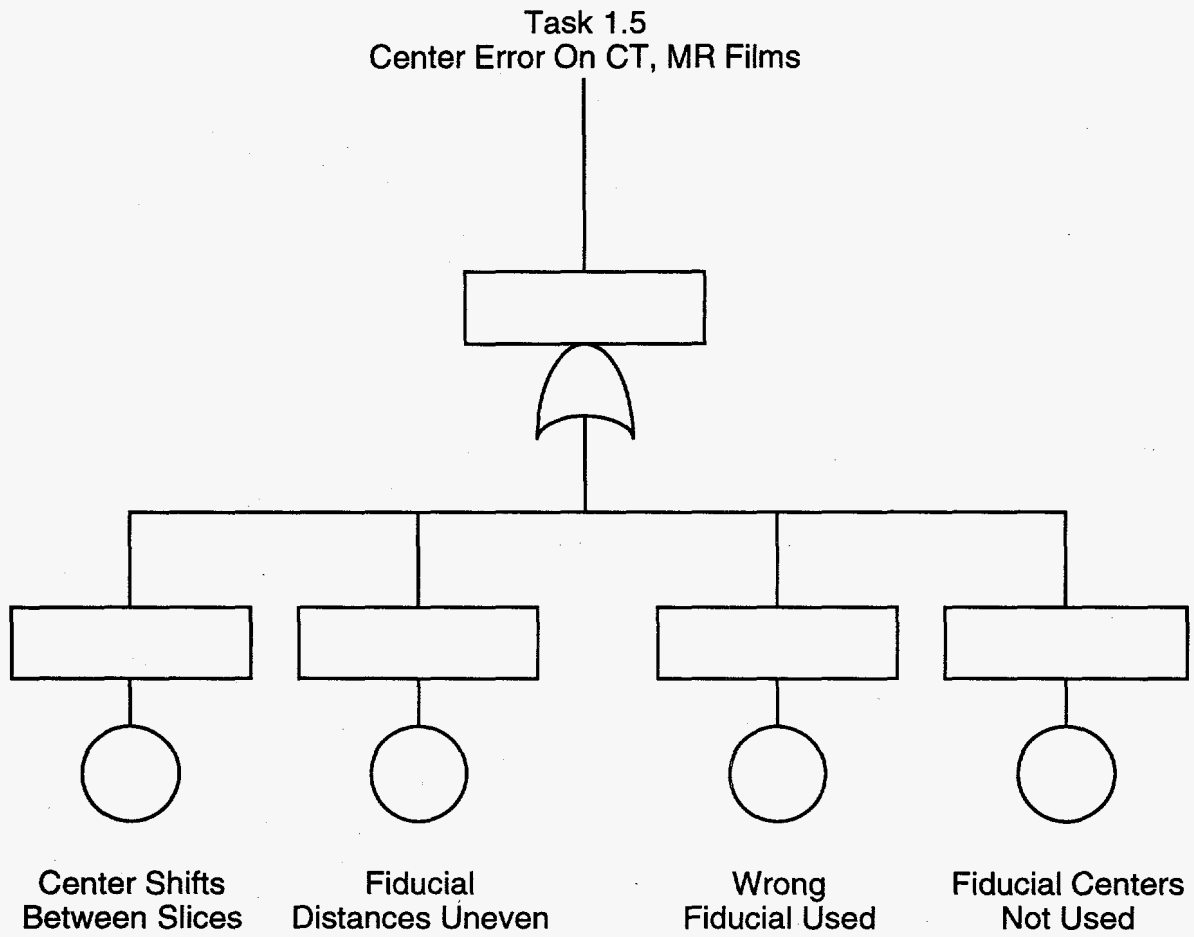 Task 1.5
Center Error On CT, MR Films
Center Shifts
Between Slices
Fiducial
Distances Uneven
Wrong
Fiducial Used
Fiducial Centers
Not Used